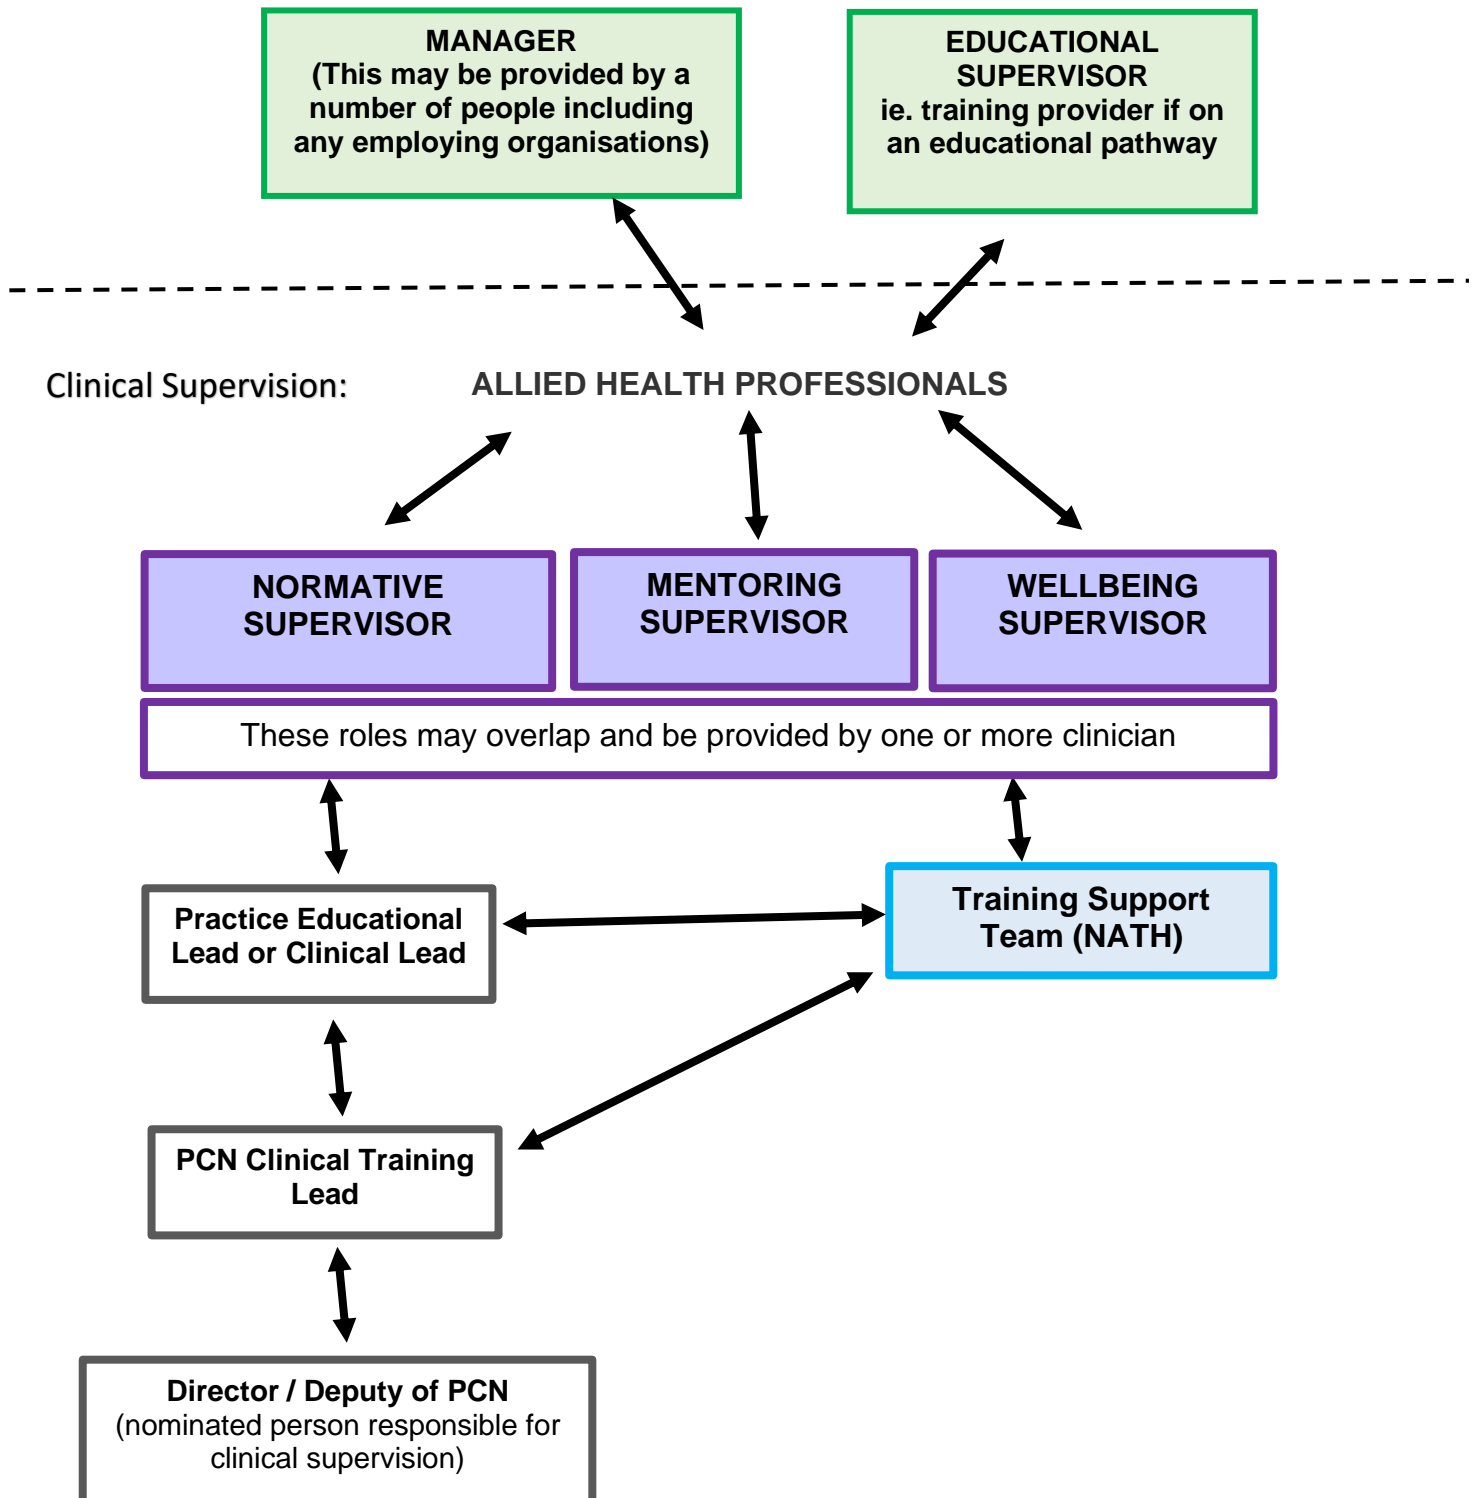 MANAGER
(This may be provided by a
number of people including
any employing organisations)
EDUCATIONAL
SUPERVISOR
ie. training provider if on
an educational pathway
Clinical Supervision:
ALLIED HEALTH PROFESSIONALS
NORMATIVE
SUPERVISOR
MENTORING
SUPERVISOR
WELLBEING
SUPERVISOR
These roles may overlap and be provided by one or more clinician
Practice Educational
Lead or Clinical Lead
Training Support
Team (NATH)
PCN Clinical Training
Lead
Director / Deputy of PCN
(nominated person responsible for
clinical supervision)